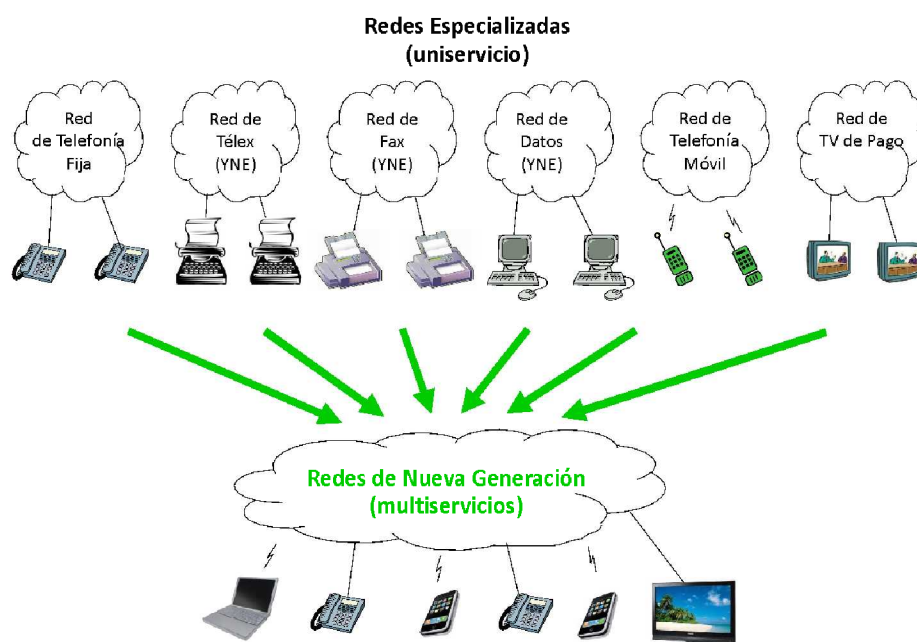 Redes Especializadas
(uniservicio)
Red
de Telefonía
Fija
Red de
Télex
(YNE)
Red de
Fax
(YNE)
Red de
Datos
(YNE)
Red de
Telefonía
Móvil
Red de
TV de Pago
Redes de Nueva Generación
(multiservicios)